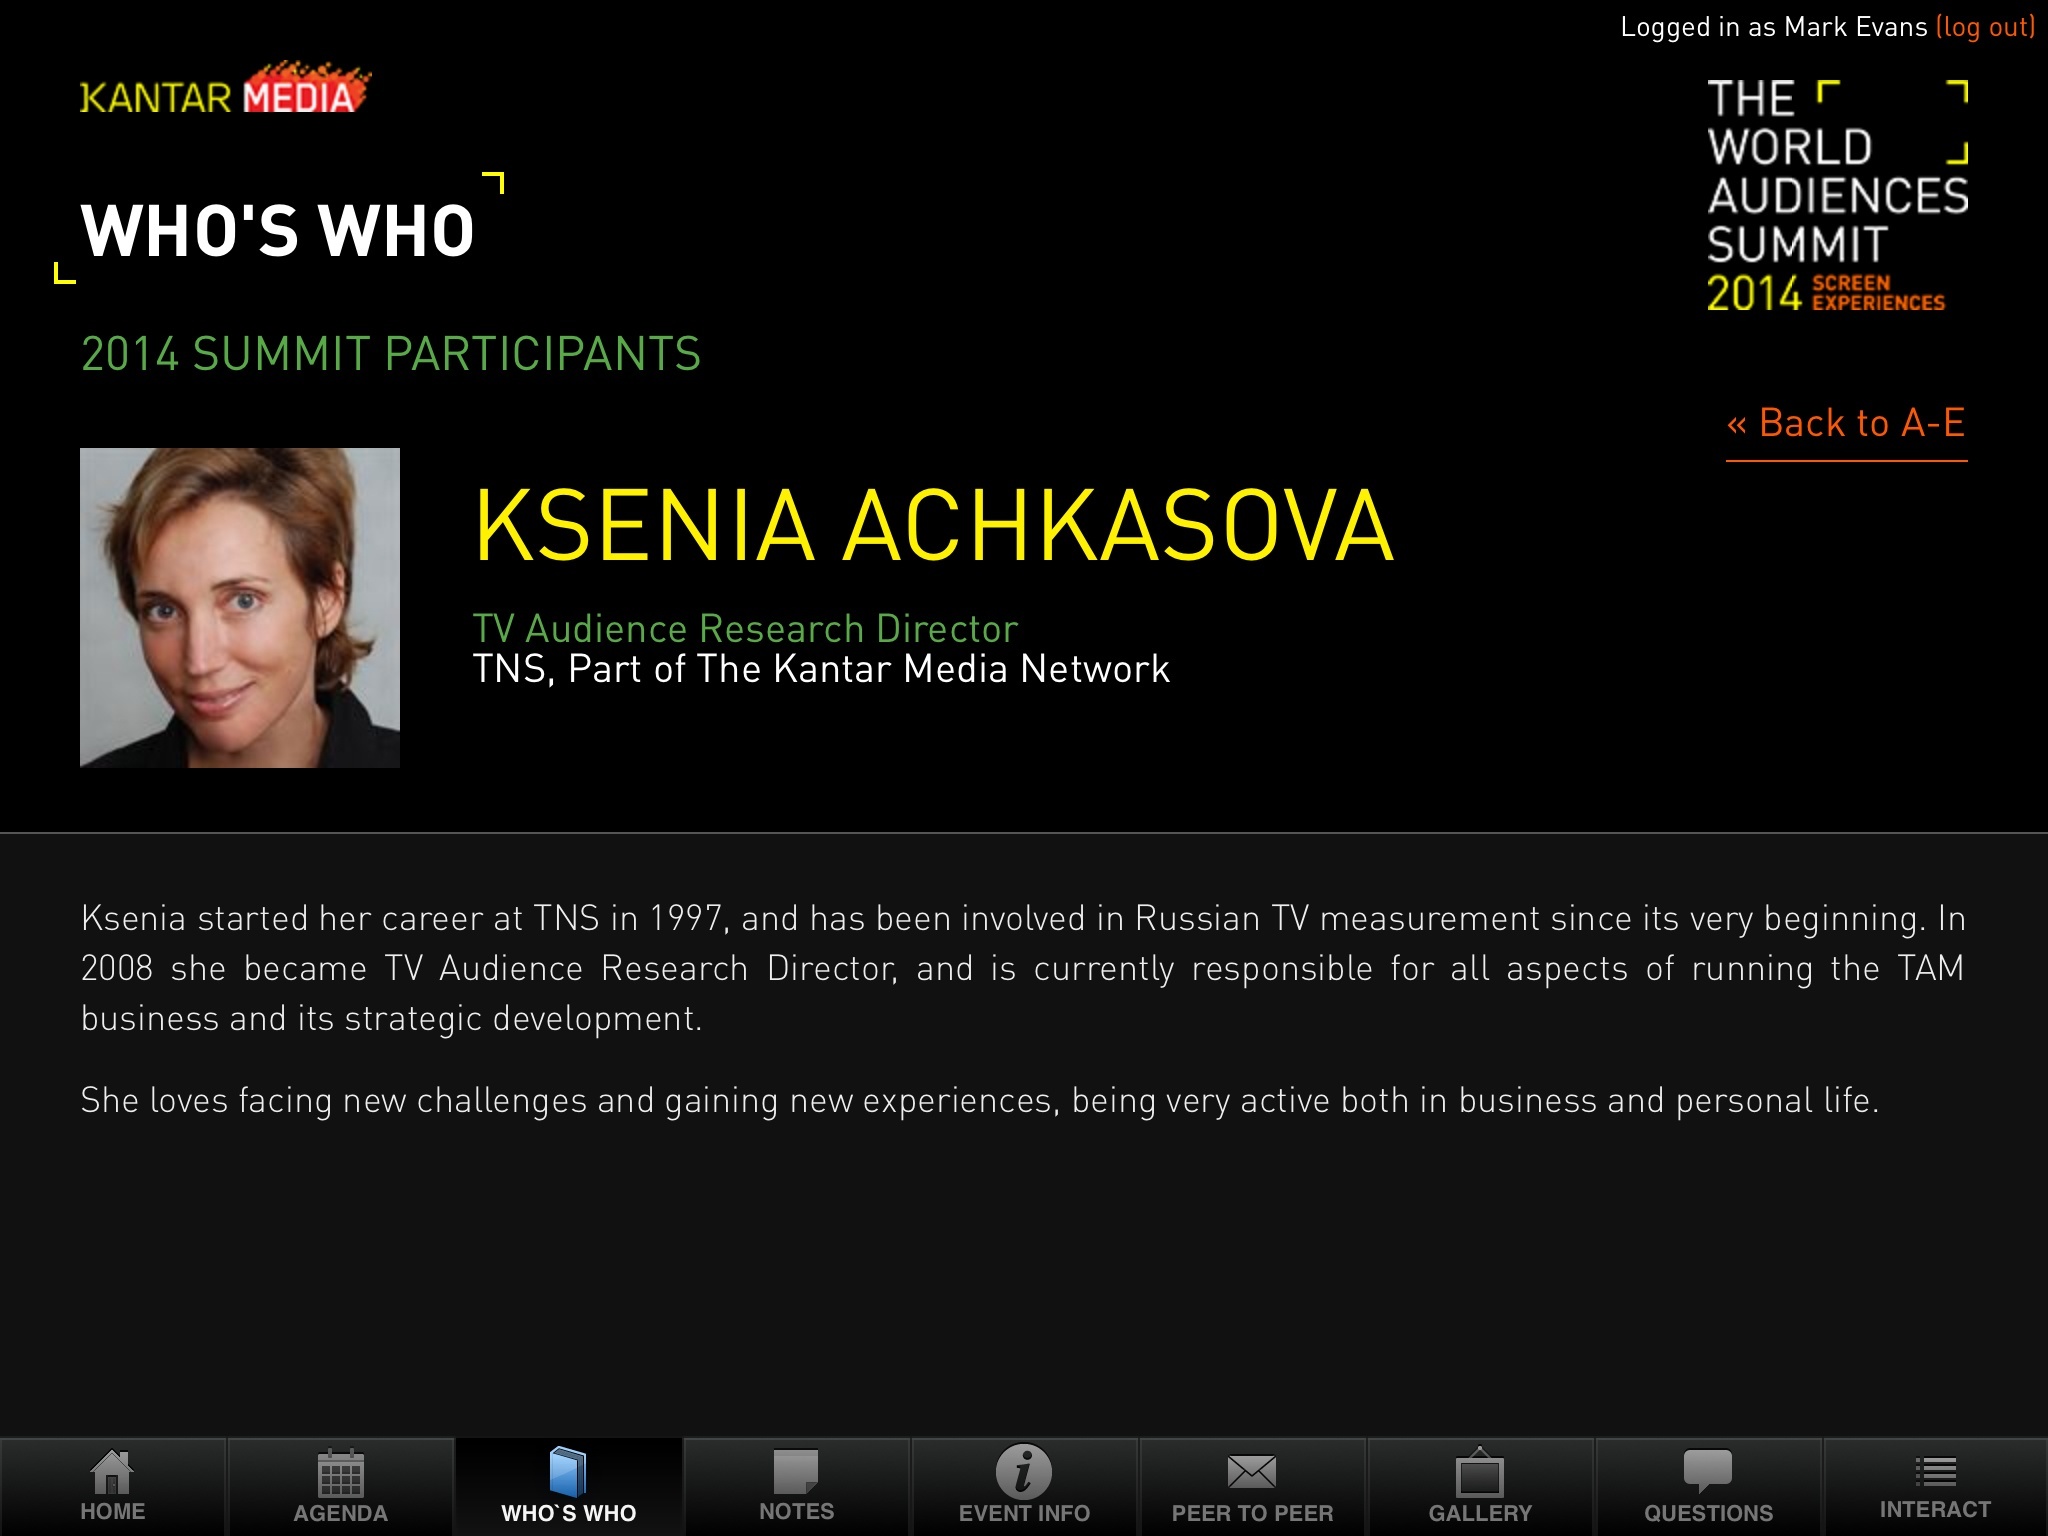 Logged in as Mark Evans (log out)
KANTAR MEDIA
THE
WORLD
AUDIENCES
SUMMIT
2014 SCREEN
EXPERIENCES
WHO'S WHO
2014 SUMMIT PARTICIPANTS
« Back to A-E
KSENIA ACHKASOVA
TV Audience Research Director
TNS, Part of The Kantar Media Network
Ksenia started her career at TNS in 1997, and has been involved in Russian TV measurement since its very beginning. In
2008 she became TV Audience Research Director, and is currently responsible for all aspects of running the TAM
business and its strategic development.
She loves facing new challenges and gaining new experiences, being very active both in business and personal life.
HOME
AGENDA
WHO`S WHO
NOTES
EVENT INFO
PEER TO PEER
GALLERY
QUESTIONS
INTERACT